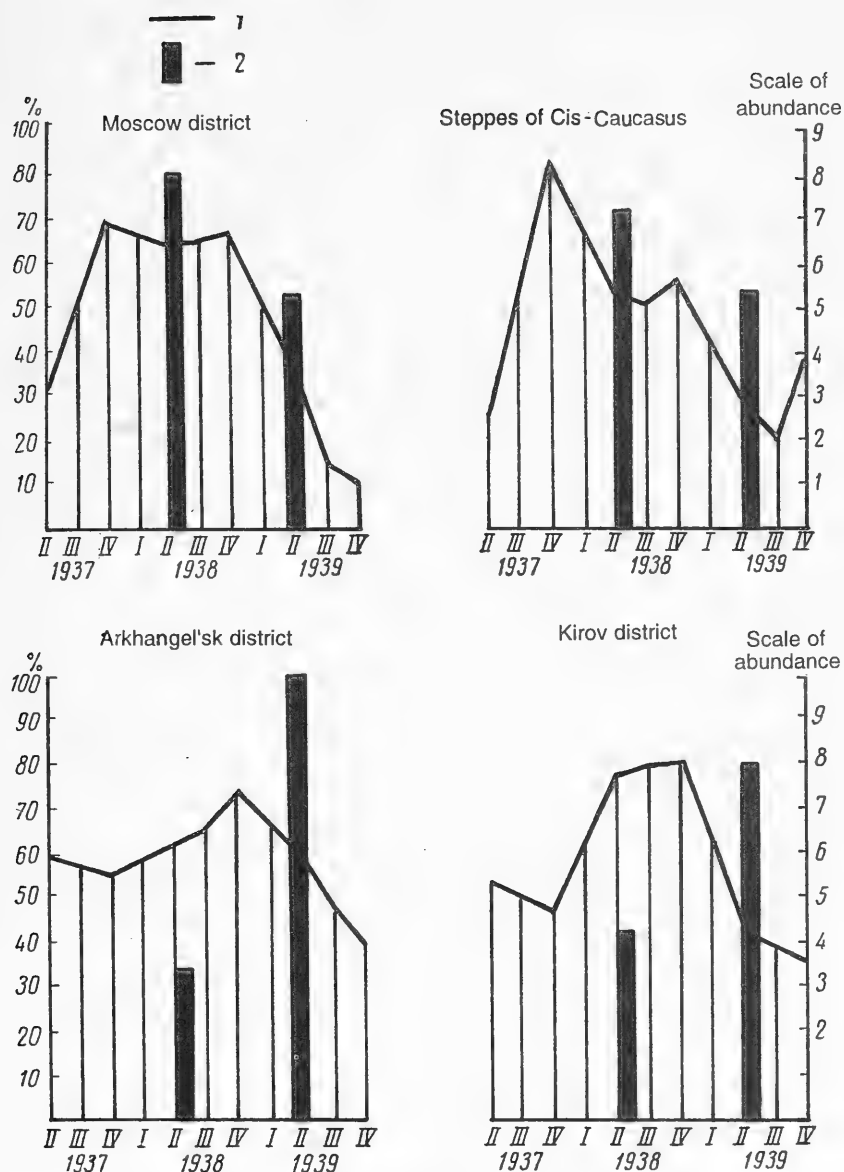 — 1
— 2
%
Moscow district
100
80
70
60
50
40
30
20
10
II III IV I II III IV I II III IV
1937 1938 1939
Steppes of Cis-Caucasus
Scale of
abundance
9
8
7
6
5
4
3
2
1
II III IV I II III IV I II III IV
1937 1938 1939
Arkhangel'sk district
%
100
90
80
70
60
50
40
30
20
10
II III IV I II III IV I II III IV
1937 1938 1939
Kirov district
Scale of
abundance
9
8
7
6
5
4
3
2
II III IV I II III IV I II III IV
1937 1938 1939